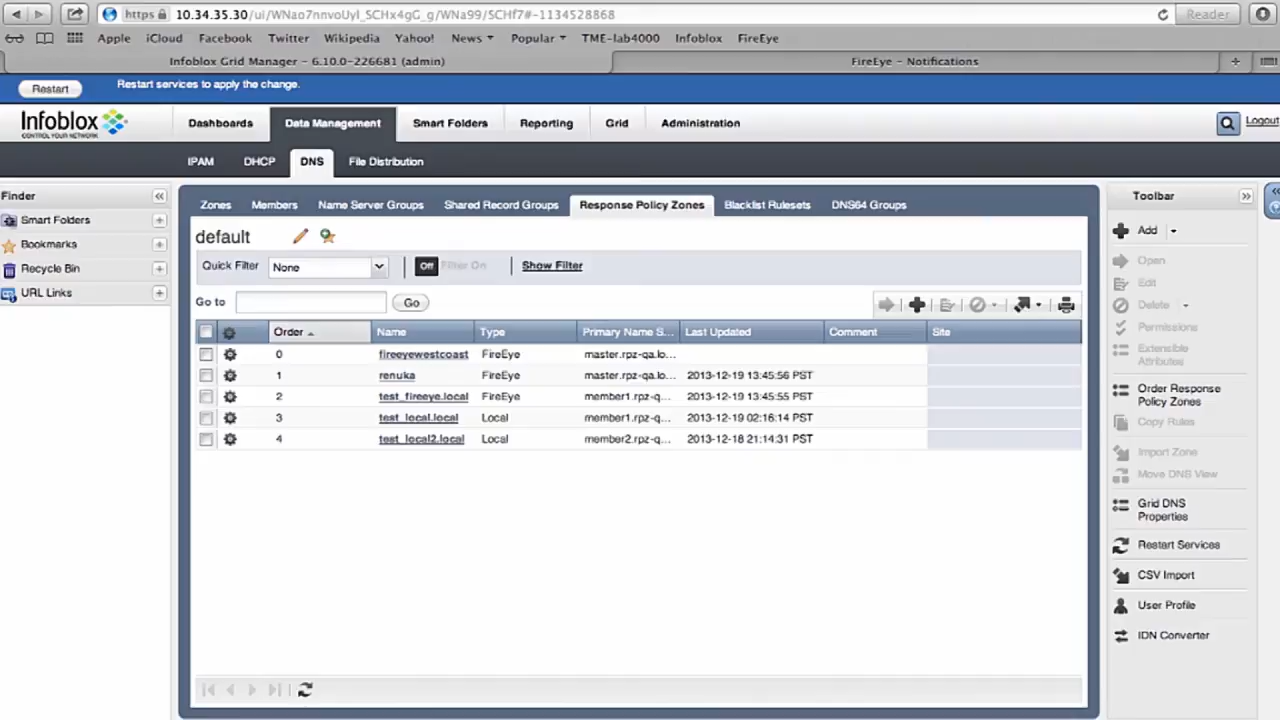 https 10.34.35.30/ui/WNao7nnvoUyI_SCHx4gG_g/WNa99/SCHf7#-1134528868 Reader
Apple iCloud Facebook Twitter Wikipedia Yahoo! News Popular TME-lab4000 Infoblox FireEye
Infoblox Grid Manager - 6.10.0-226681 (admin) FireEye - Notifications
Restart Restart services to apply the change.
Infoblox Dashboards Data Management Smart Folders Reporting Grid Administration Logout
CONTROL YOUR NETWORK
IPAM DHCP DNS File Distribution
Finder
Smart Folders
Bookmarks
Recycle Bin
URL Links
Zones Members Name Server Groups Shared Record Groups Response Policy Zones Blacklist Rulesets DNS64 Groups
default
Quick Filter None Off Filter On Show Filter
Go to Go
Order Name Type Primary Name S... Last Updated Comment Site
0 fireeyewestcoast FireEye master.rpz-qa.lo...
1 renuka FireEye master.rpz-qa.lo... 2013-12-19 13:45:56 PST
2 test_fireeye.local FireEye member1.rpz-q... 2013-12-19 13:45:55 PST
3 test_local.local Local member1.rpz-q... 2013-12-19 02:16:14 PST
4 test_local2.local Local member2.rpz-q... 2013-12-18 21:14:31 PST
Toolbar
Add
Open
Edit
Delete
Permissions
Extensible
Attributes
Order Response
Policy Zones
Copy Rules
Import Zone
Move DNS View
Grid DNS
Properties
Restart Services
CSV Import
User Profile
IDN Converter